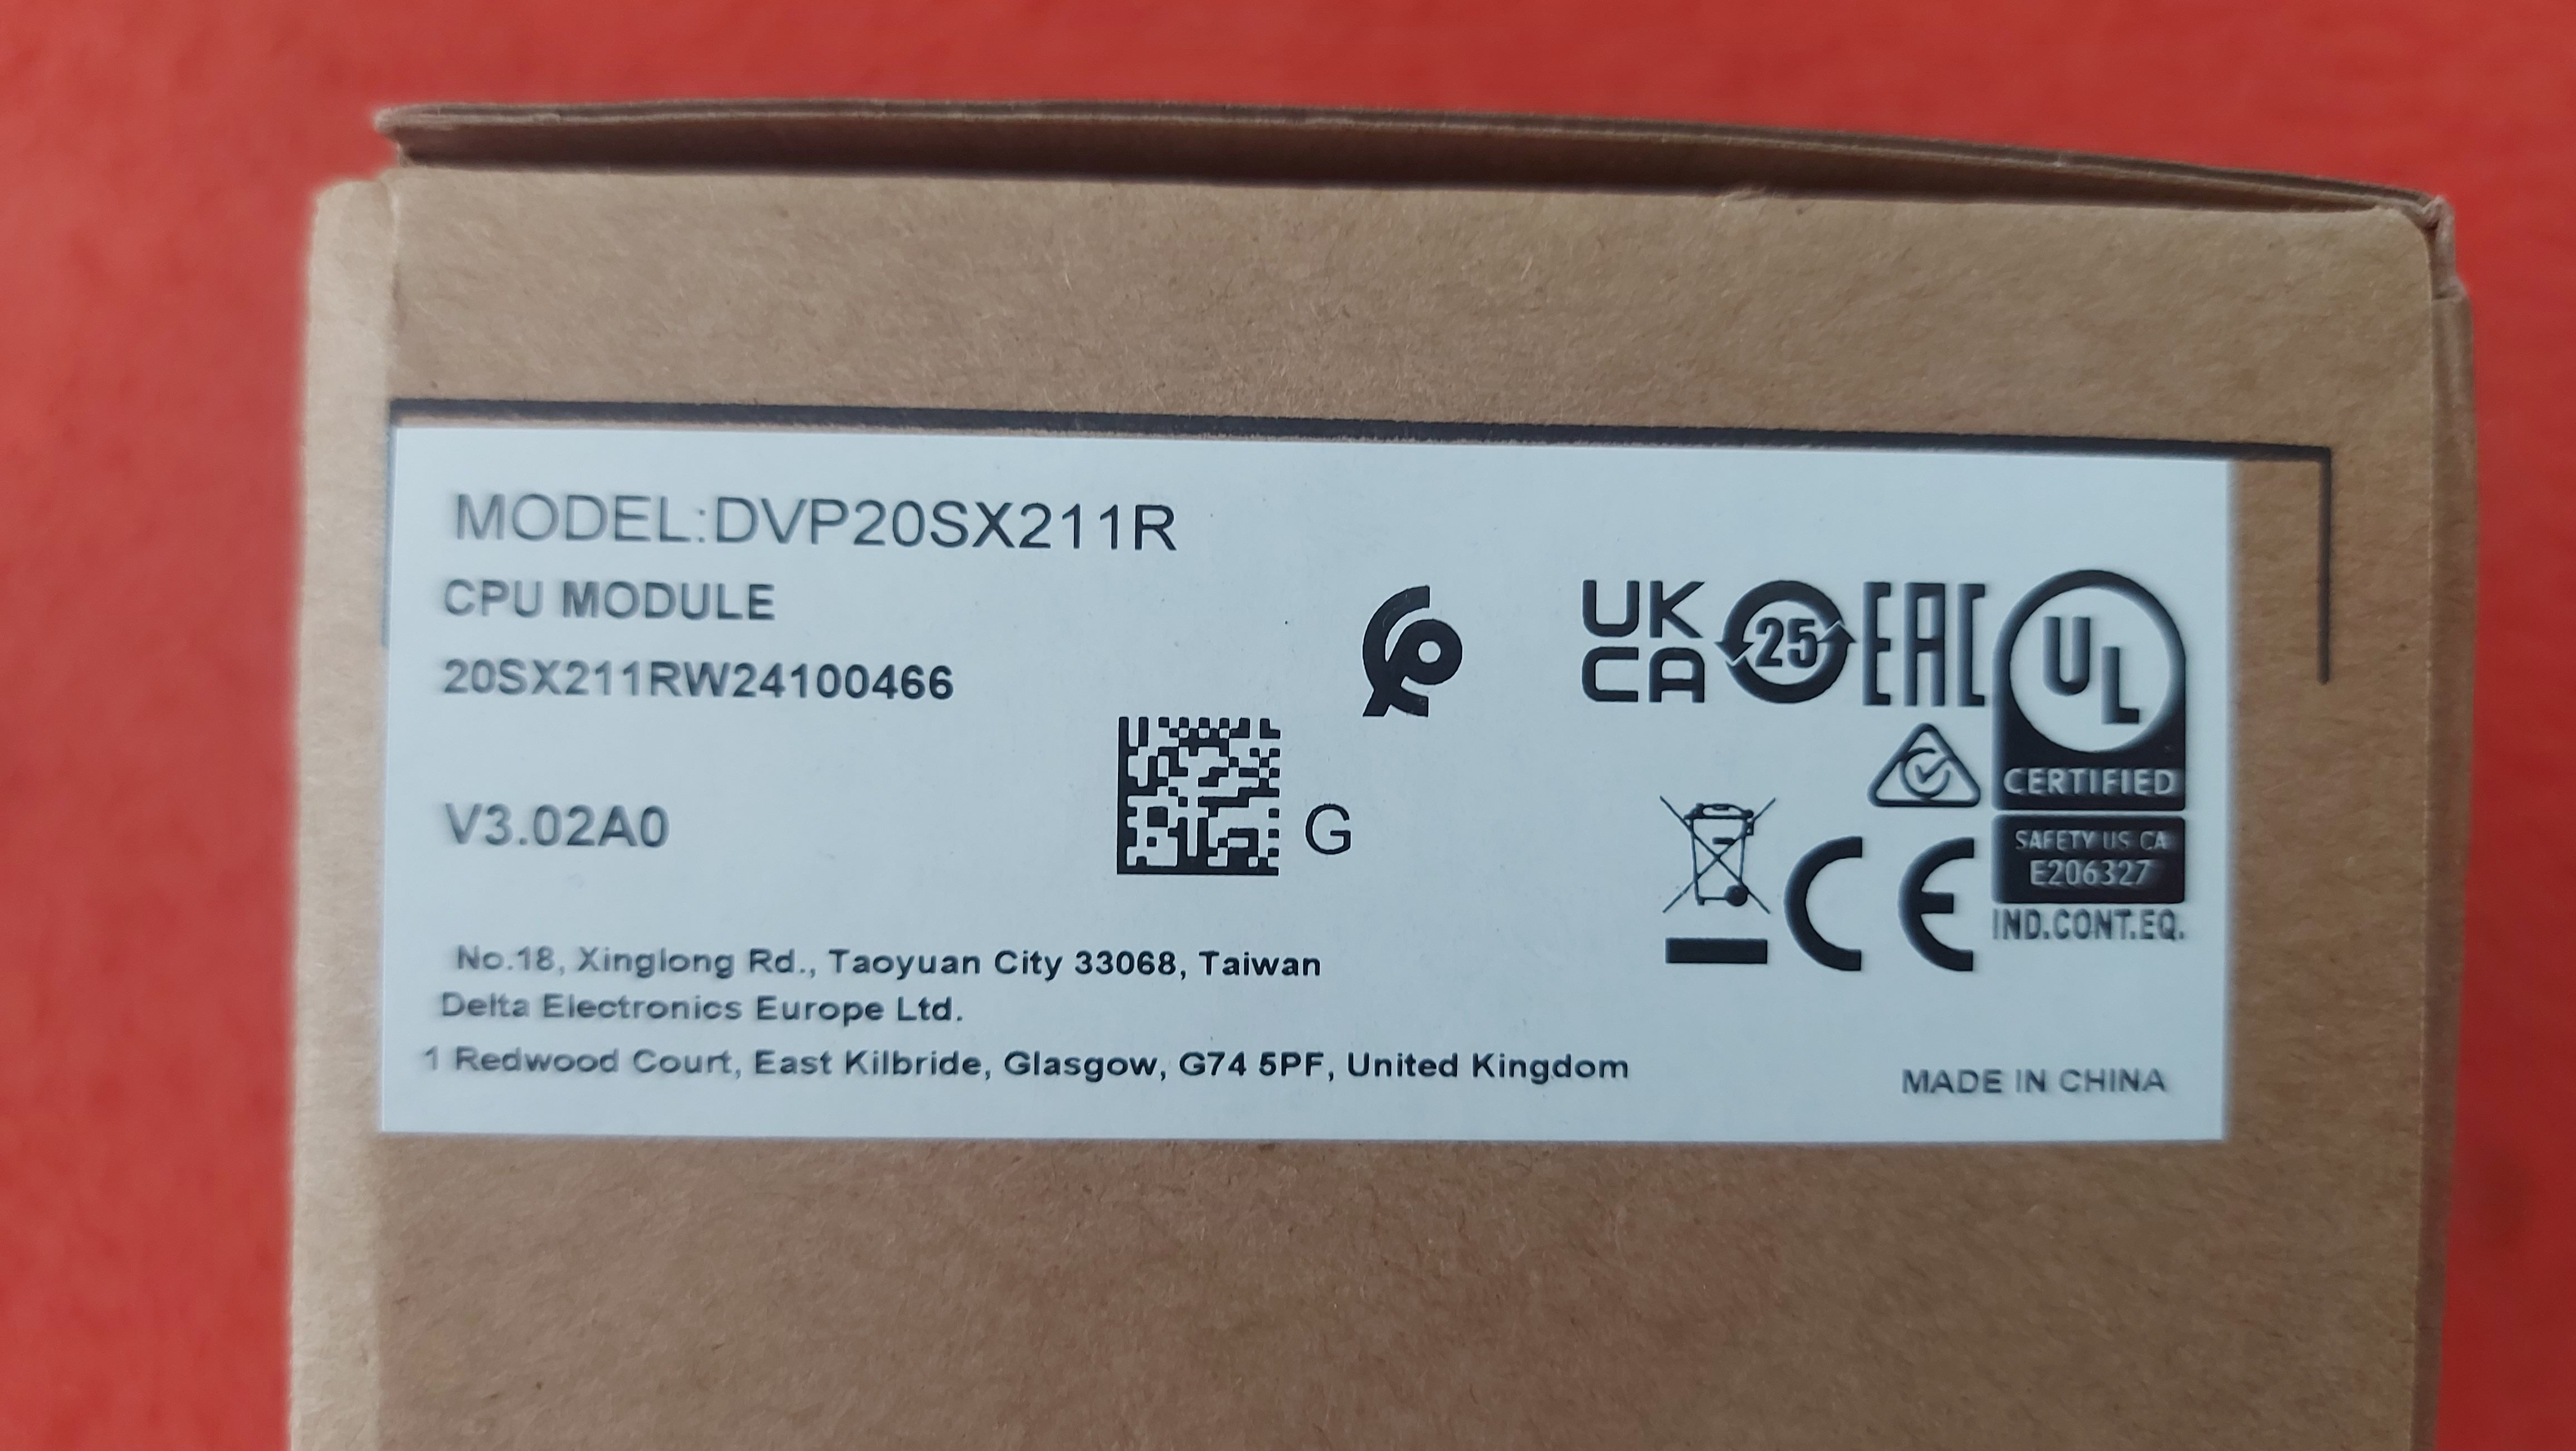 MODEL:DVP20SX211R
CPU MODULE
20SX211RW24100466
V3.02A0
G
UK
CA
25
EAC
UL
CERTIFIED
SAFETY US CA
E206327
IND.CONT.EQ.
CE
No.18, Xinglong Rd., Taoyuan City 33068, Taiwan
Delta Electronics Europe Ltd.
1 Redwood Court, East Kilbride, Glasgow, G74 5PF, United Kingdom
MADE IN CHINA